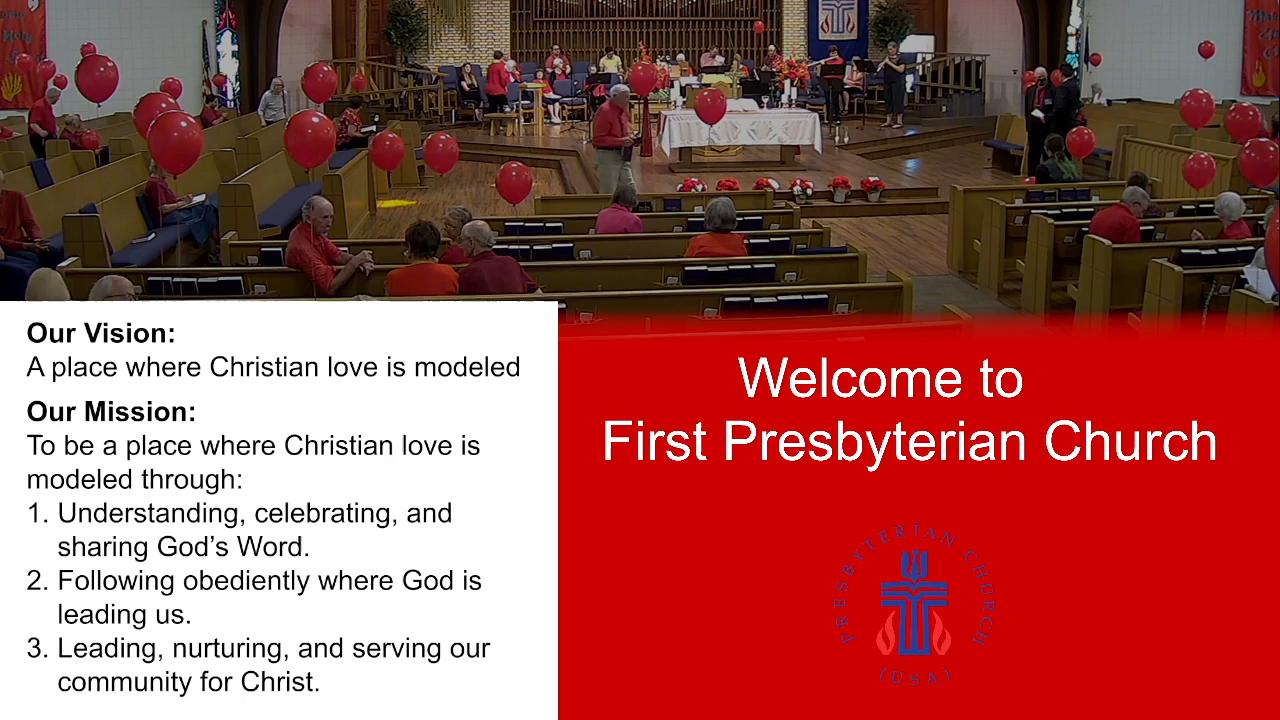 Our Vision:
A place where Christian love is modeled
Our Mission:
To be a place where Christian love is
modeled through:
1. Understanding, celebrating, and
sharing God’s Word.
2. Following obediently where God is
leading us.
3. Leading, nurturing, and serving our
community for Christ.
Welcome to
First Presbyterian Church
PRESBYTERIAN CHURCH
(USA)